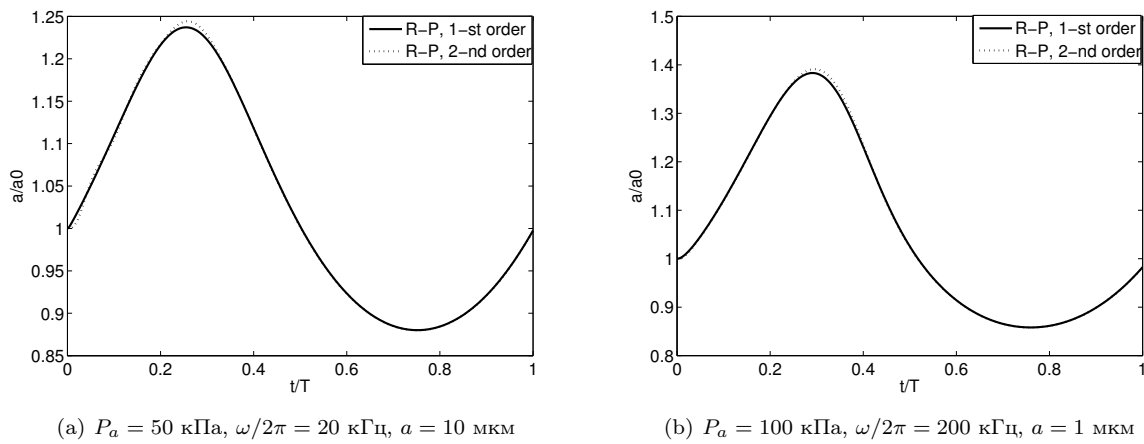 1.25
1.2
1.15
1.1
1.05
1
0.95
0.9
0.85
a/a0
0 0.2 0.4 0.6 0.8 1
t/T
R−P, 1−st order
R−P, 2−nd order
(a) Pₐ = 50 кПа, ω/2π = 20 кГц, a = 10 мкм
1.5
1.4
1.3
1.2
1.1
1
0.9
0.8
a/a0
0 0.2 0.4 0.6 0.8 1
t/T
R−P, 1−st order
R−P, 2−nd order
(b) Pₐ = 100 кПа, ω/2π = 200 кГц, a = 1 мкм